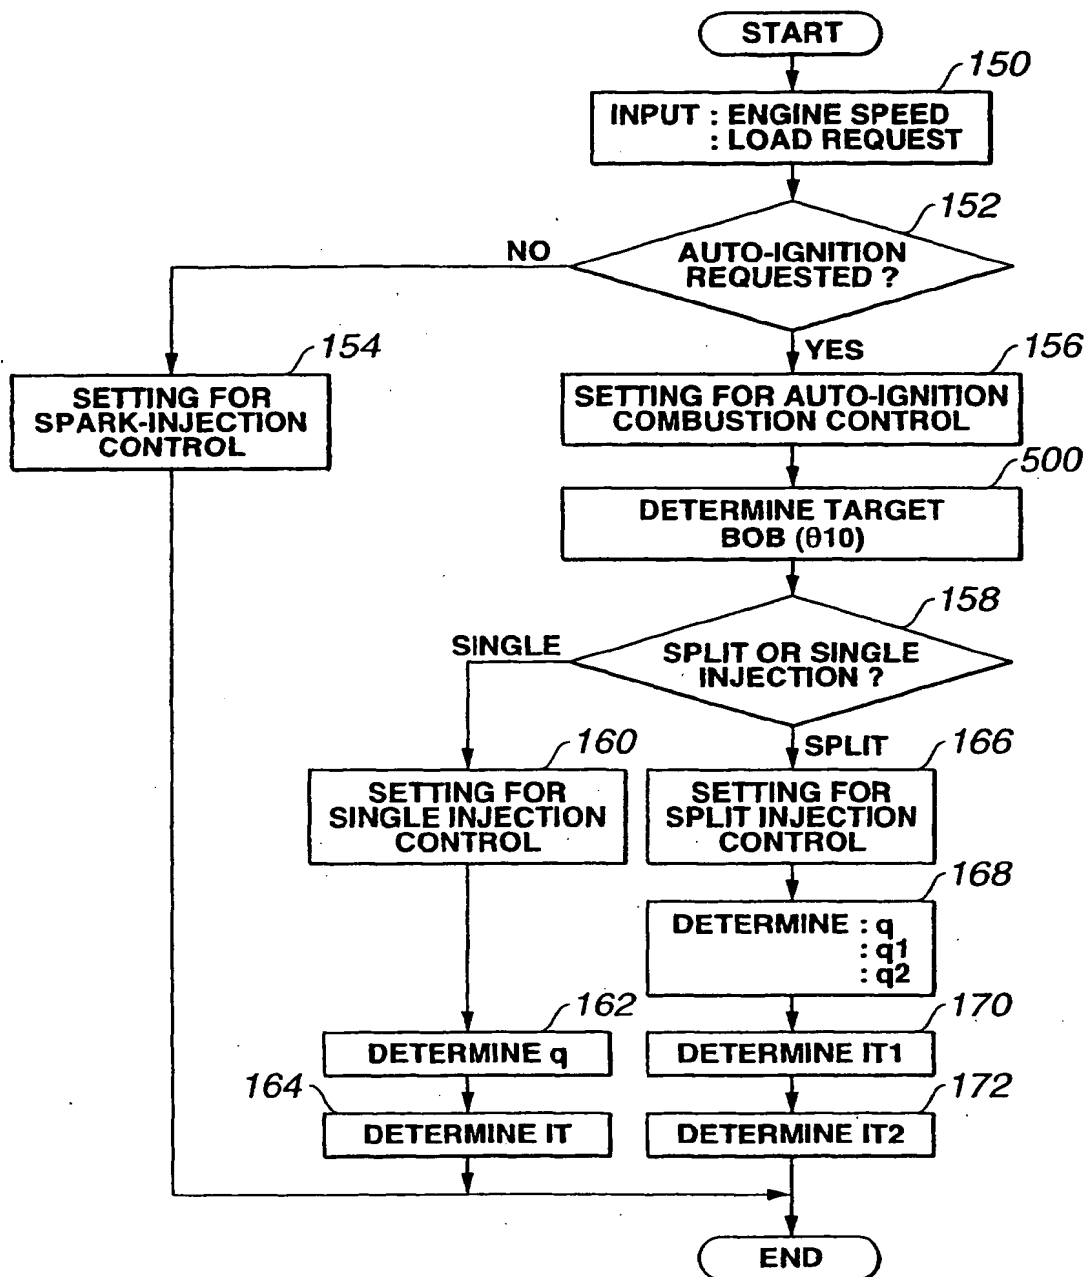 START
150
INPUT : ENGINE SPEED
: LOAD REQUEST
152
NO
AUTO-IGNITION
REQUESTED ?
YES
154
SETTING FOR
SPARK-INJECTION
CONTROL
156
SETTING FOR AUTO-IGNITION
COMBUSTION CONTROL
500
DETERMINE TARGET
BOB (θ10)
158
SINGLE
SPLIT OR SINGLE
INJECTION ?
SPLIT
160
SETTING FOR
SINGLE INJECTION
CONTROL
166
SETTING FOR
SPLIT INJECTION
CONTROL
168
DETERMINE : q
: q1
: q2
162
DETERMINE q
170
DETERMINE IT1
164
DETERMINE IT
172
DETERMINE IT2
END